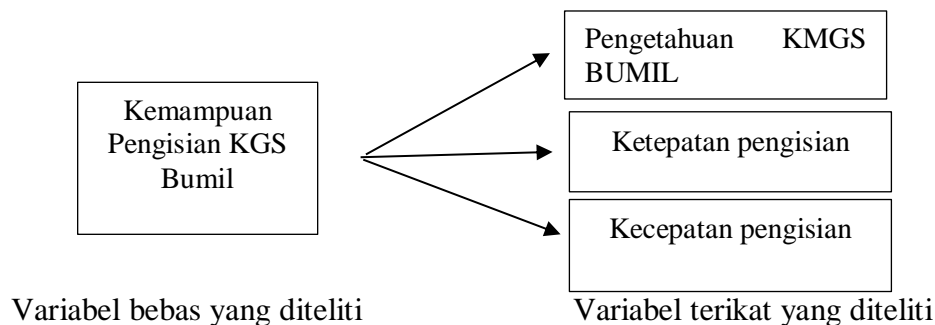 Kemampuan
Pengisian KGS
Bumil
Pengetahuan KMGS
BUMIL
Ketepatan pengisian
Kecepatan pengisian
Variabel bebas yang diteliti
Variabel terikat yang diteliti